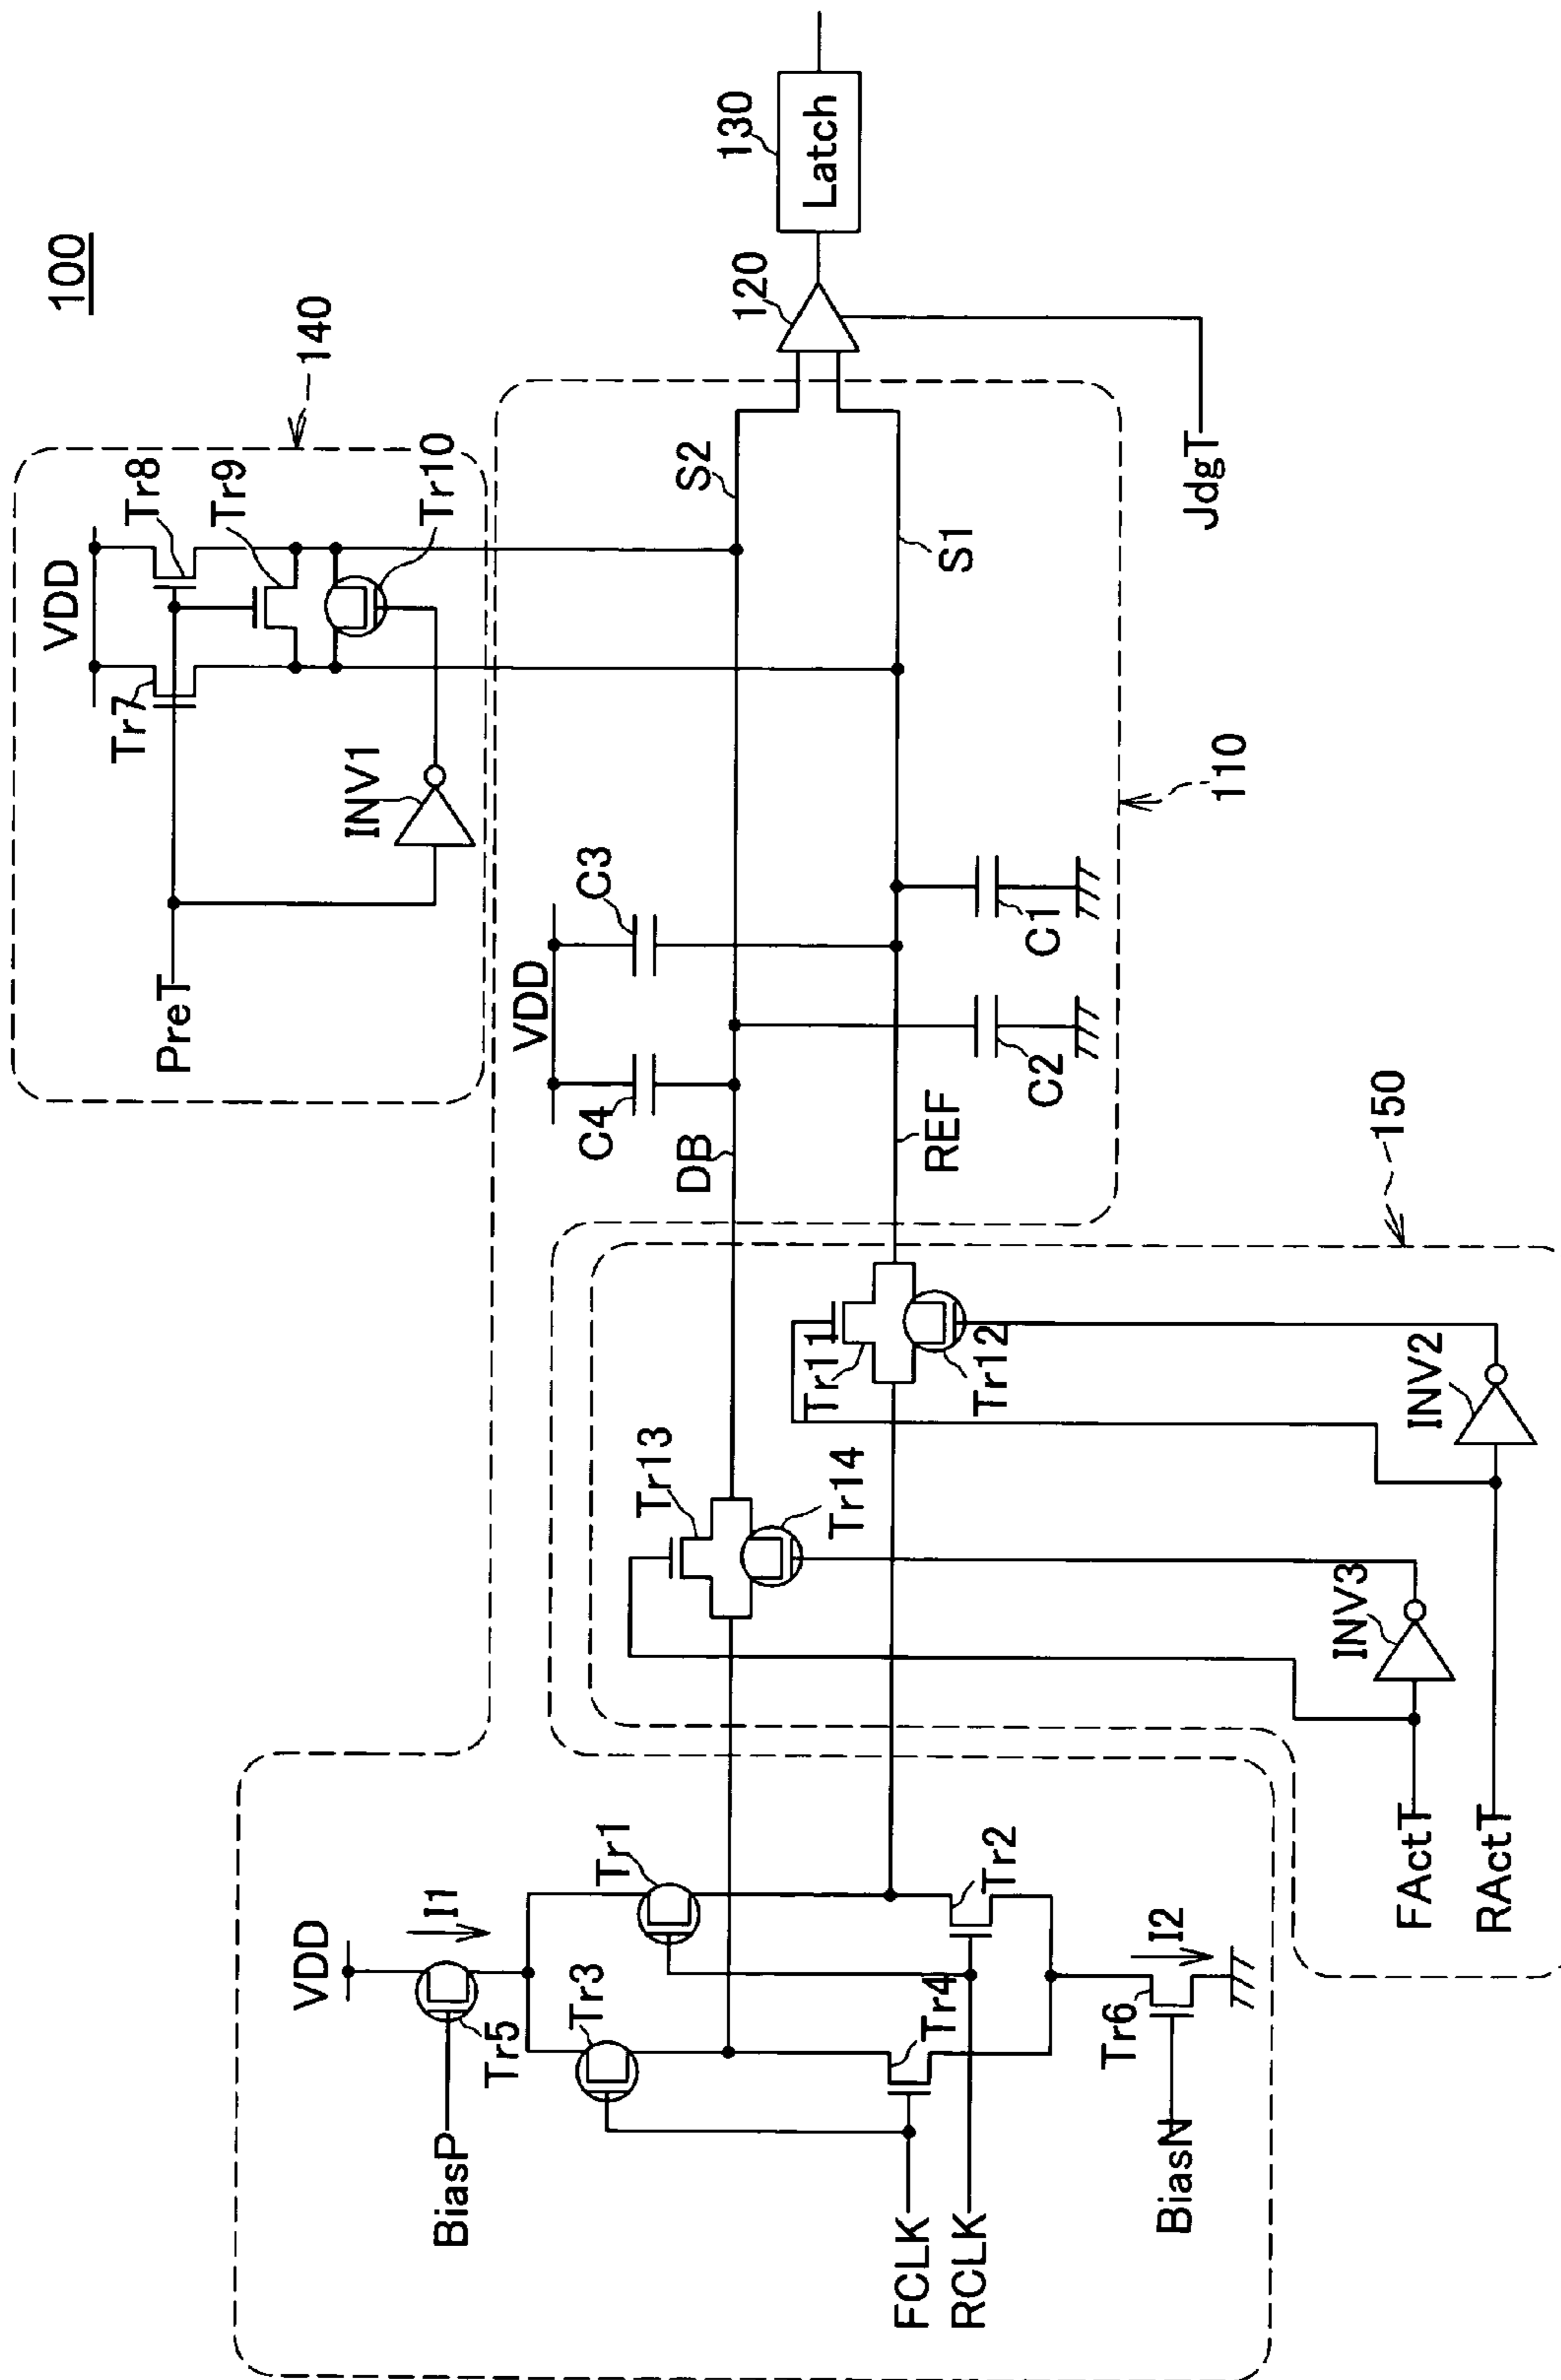 100
140
VDD
Tr8
Tr9
Tr7
Tr10
INV1
PreT
130
Latch
120
S2
S1
JdgT
110
VDD
C3
C4
C1
C2
DB
REF
150
Tr13
Tr14
Tr11
Tr12
INV2
INV3
FActT
RActT
VDD
I1
Tr5
BiasP
Tr3
Tr1
Tr4
Tr2
FCLK
RCLK
I2
Tr6
BiasN